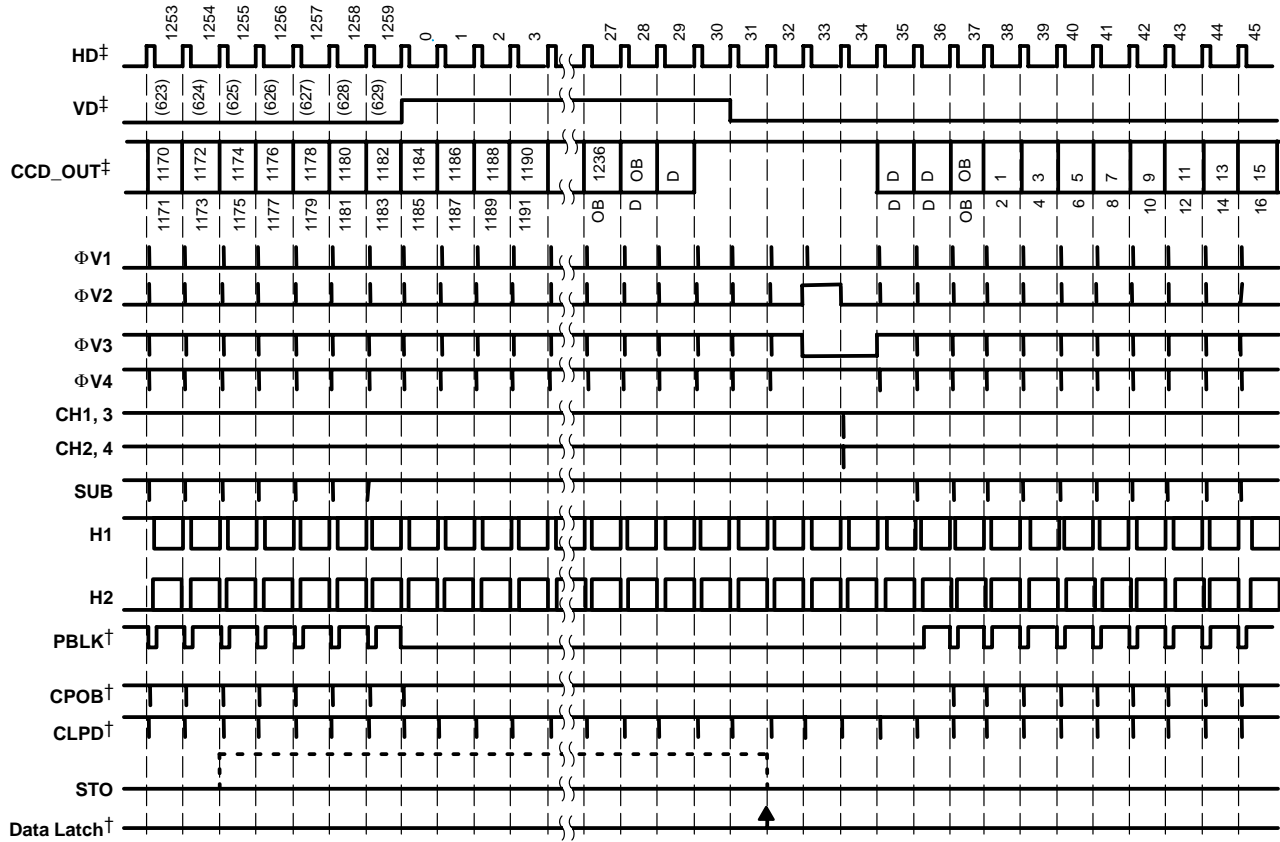 1253 1254 1255 1256 1257 1258 1259 0 1 2 3 27 28 29 30 31 32 33 34 35 36 37 38 39 40 41 42 43 44 45
HD‡
(623) (624) (625) (626) (627) (628) (629)
VD‡
1170 1172 1174 1176 1178 1180 1182 1184 1186 1188 1190 1236 OB D D D OB 1 3 5 7 9 11 13 15
CCD_OUT‡
1171 1173 1175 1177 1179 1181 1183 1185 1187 1189 1191 OB D D D OB 2 4 6 8 10 12 14 16
ΦV1
ΦV2
ΦV3
ΦV4
CH1, 3
CH2, 4
SUB
H1
H2
PBLK†
CPOB†
CLPD†
STO
Data Latch†